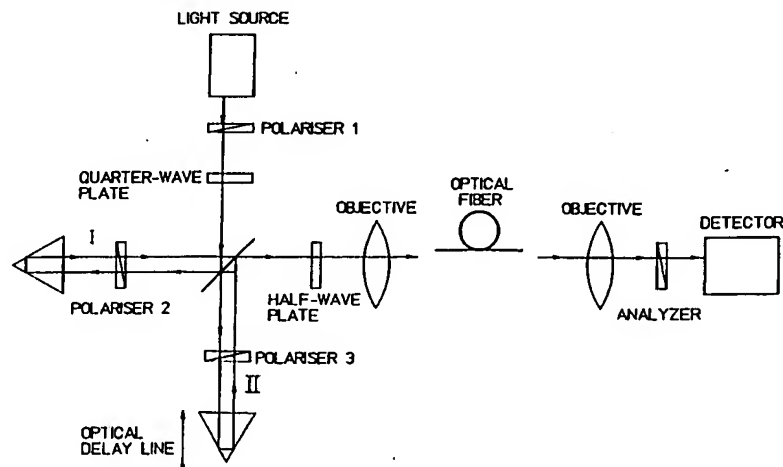 LIGHT SOURCE
POLARISER 1
QUARTER-WAVE
PLATE
OPTICAL
FIBER
OBJECTIVE
OBJECTIVE
DETECTOR
I
POLARISER 2
HALF-WAVE
PLATE
ANALYZER
POLARISER 3
II
OPTICAL
DELAY LINE